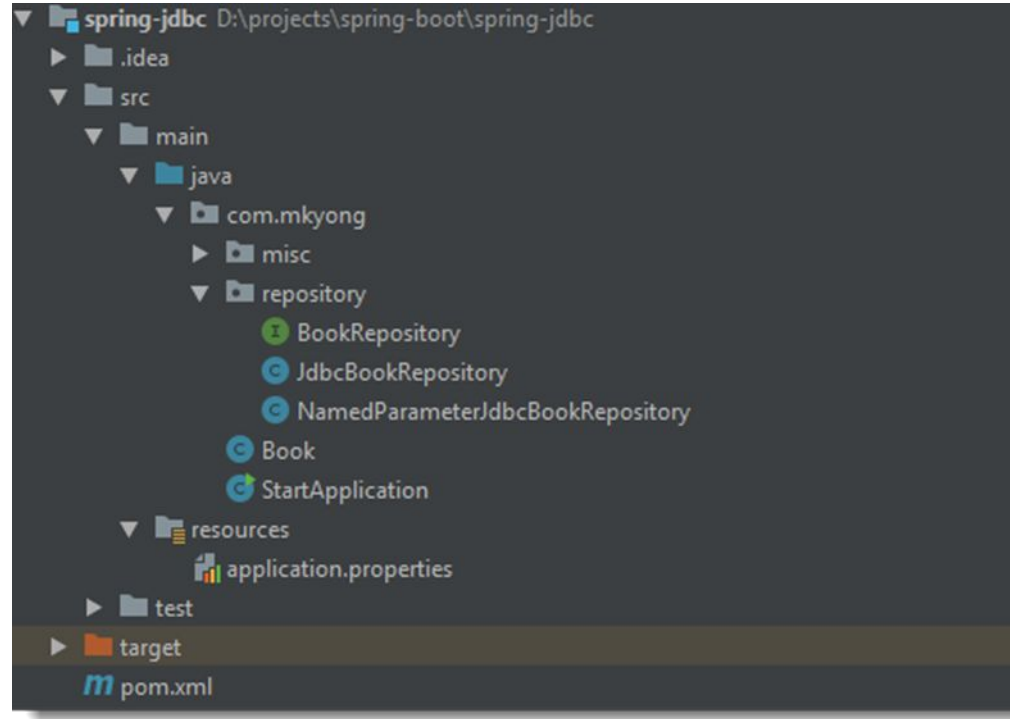 spring-jdbc D:\projects\spring-boot\spring-jdbc
.idea
src
main
java
com.mkyong
misc
repository
I BookRepository
C JdbcBookRepository
C NamedParameterJdbcBookRepository
C Book
C StartApplication
resources
application.properties
test
target
m pom.xml